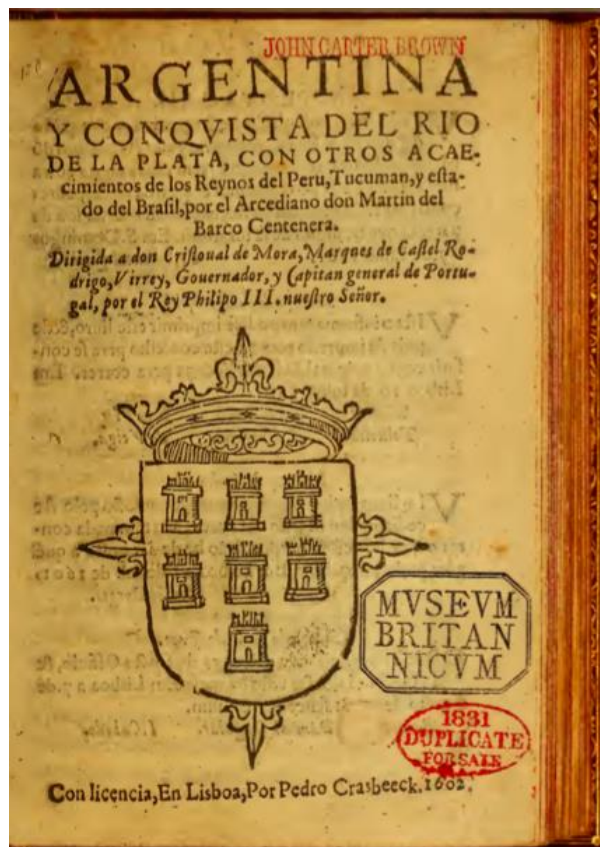 JOHN CARTER BROWN
ARGENTINA
Y CONQVISTA DEL RIO
DE LA PLATA, CON OTROS ACAE-
cimientos de los Reynos del Peru, Tucuman, y esta-
do del Brasil, por el Arcediano don Martin del
Barco Centenera.
Dirigida a don Cristoual de Mora, Marques de Castel Ro-
drigo, Virrey, Gouernador, y Capitan general de Portu-
gal, por el Rey Philipo III. nuestro Señor.
MVSEVM
BRITAN
NICVM
1831
DUPLICATE
FOR SALE
Con licencia, En Lisboa, Por Pedro Crasbeeck. 1602.